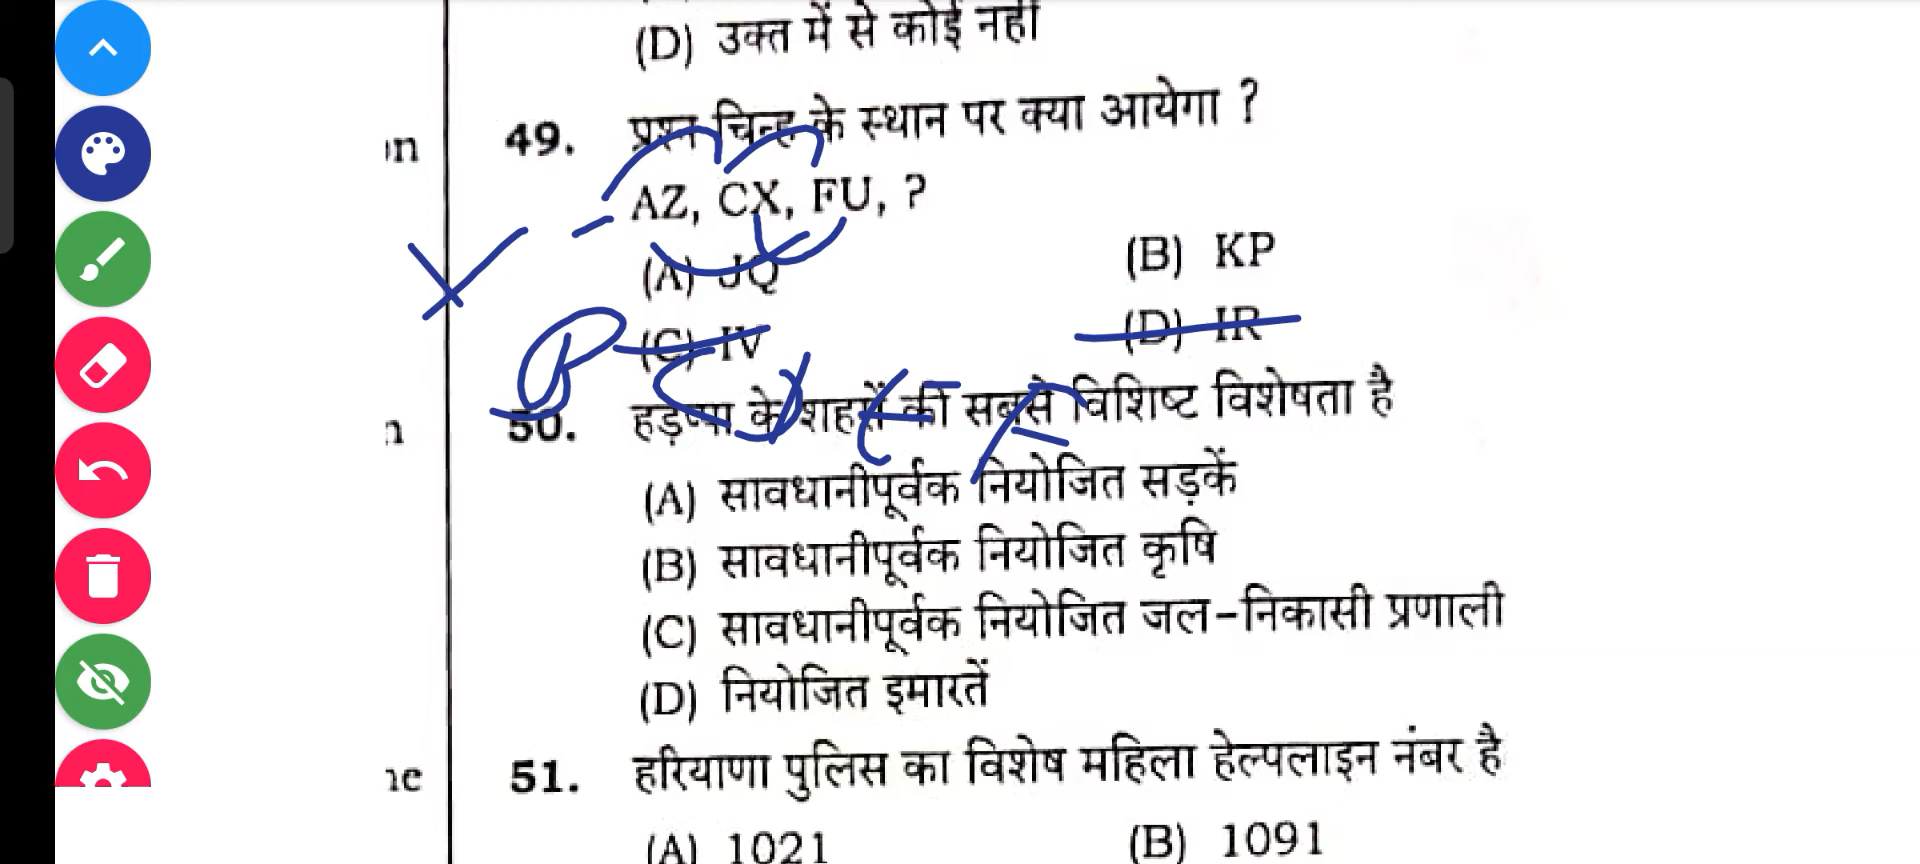 (D) उक्त में से कोई नहीं
on
49. प्रश्न चिन्ह के स्थान पर क्या आयेगा ?
AZ, CX, FU, ?
(A) JQ (B) KP
(C) IV (D) IR
50. हड़प्पा के शहरों की सबसे विशिष्ट विशेषता है
(A) सावधानीपूर्वक नियोजित सड़कें
(B) सावधानीपूर्वक नियोजित कृषि
(C) सावधानीपूर्वक नियोजित जल-निकासी प्रणाली
(D) नियोजित इमारतें
51. हरियाणा पुलिस का विशेष महिला हेल्पलाइन नंबर है
(A) 1021 (B) 1091